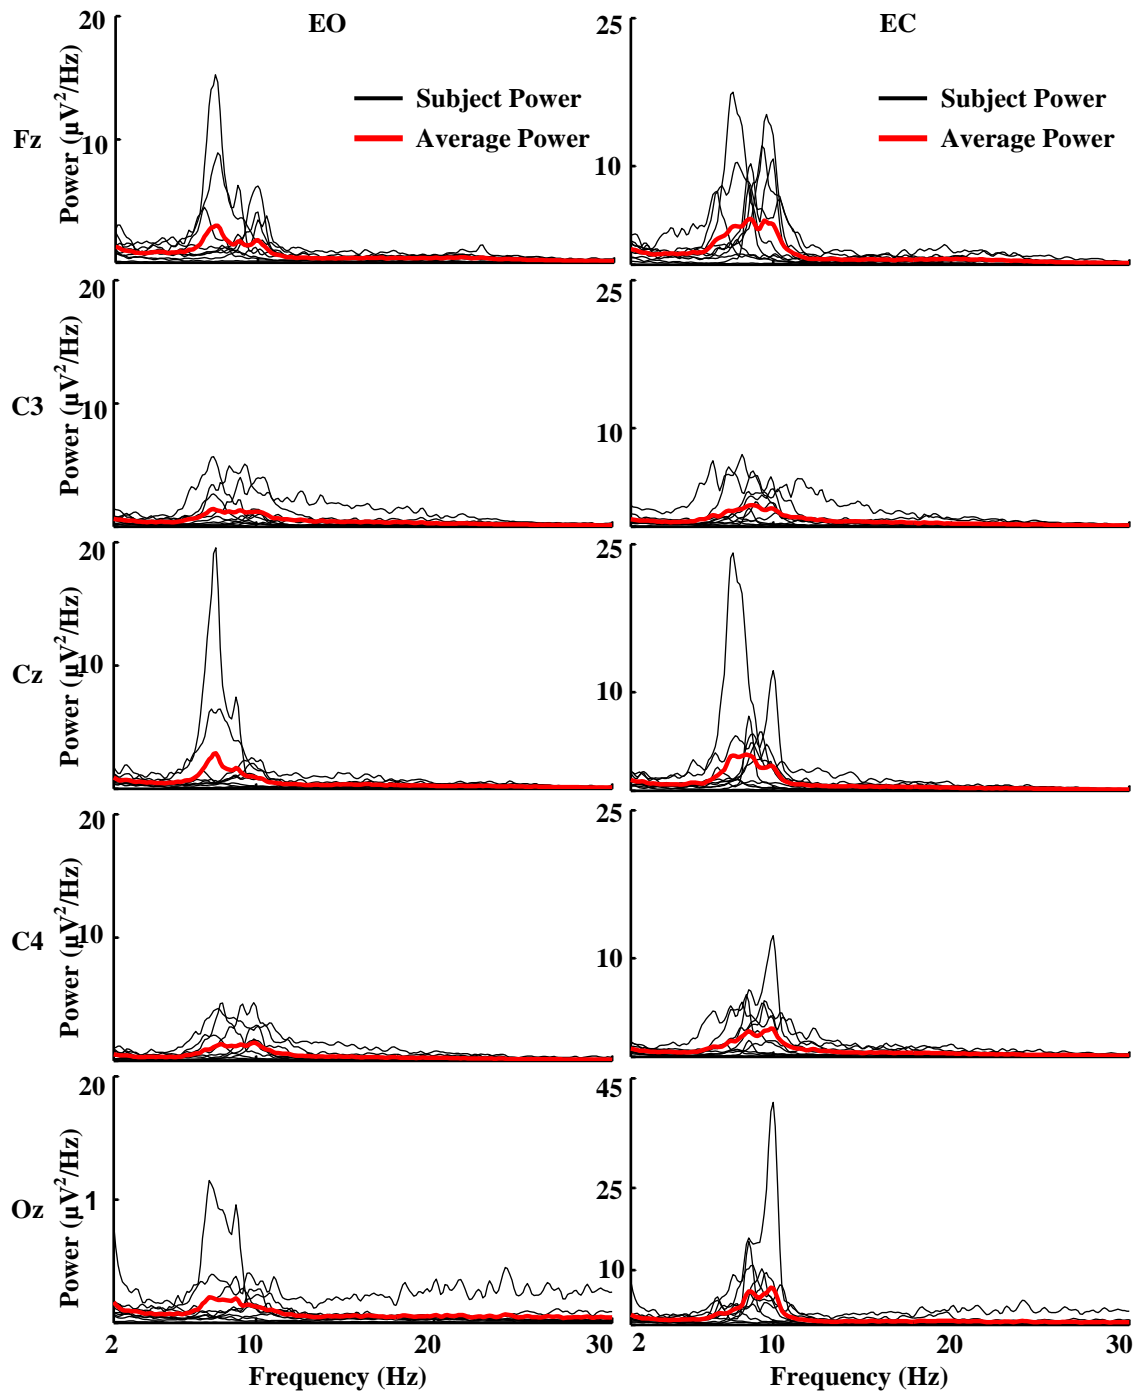 EO
EC
20
10
Fz
Power (µV²/Hz)
Subject Power
Average Power
25
10
Subject Power
Average Power
20
10
C3
Power (µV²/Hz)
25
10
20
10
Cz
Power (µV²/Hz)
25
10
20
10
C4
Power (µV²/Hz)
25
10
20
1
Oz
Power (µV²/Hz)
45
25
10
2 10 20 30
Frequency (Hz)
2 10 20 30
Frequency (Hz)